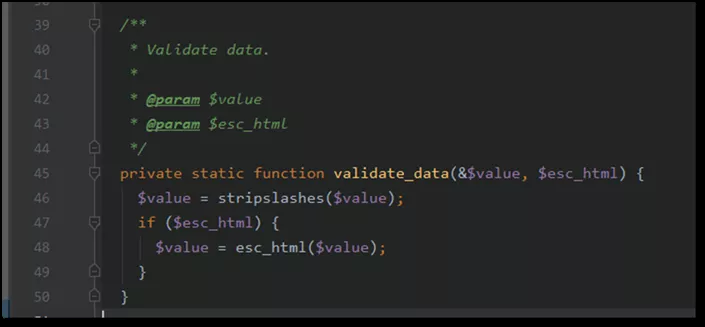 39 /**
40 * Validate data.
41 *
42 * @param $value
43 * @param $esc_html
44 */
45 private static function validate_data(&$value, $esc_html) {
46 $value = stripslashes($value);
47 if ($esc_html) {
48 $value = esc_html($value);
49 }
50 }